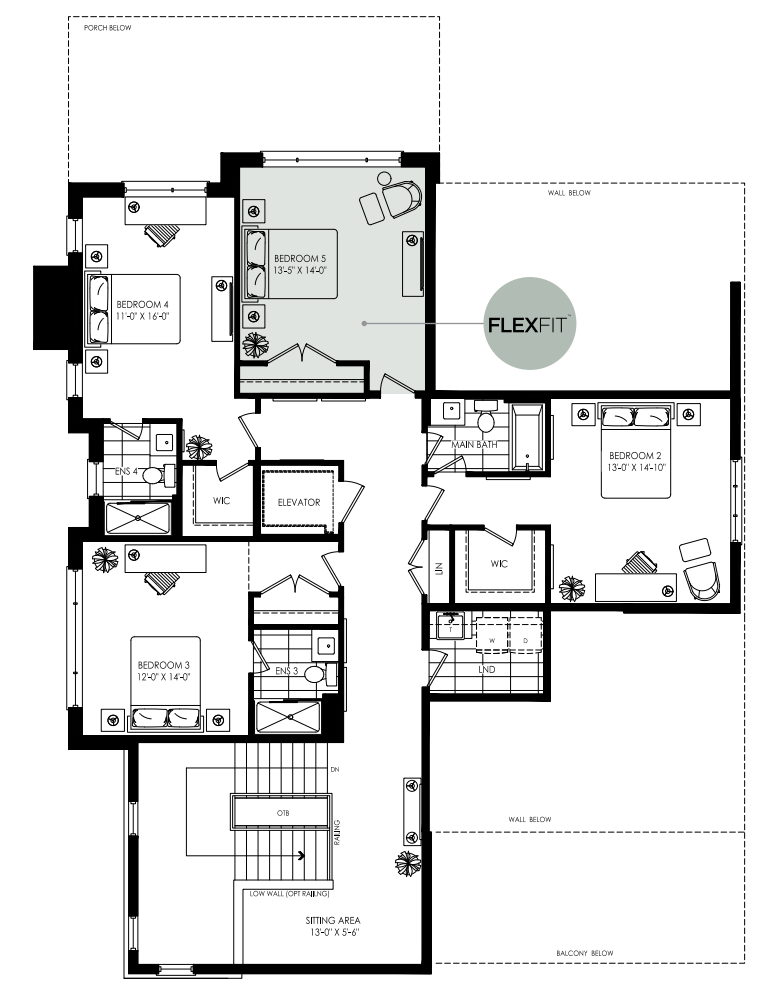 PORCH BELOW
WALL BELOW
BEDROOM 5
13'-5" X 14'-0"
BEDROOM 4
11'-0" X 16'-0"
FLEXFIT™
MAIN BATH
BEDROOM 2
13'-0" X 14'-10"
ENS 4
WIC
ELEVATOR
LIN
WIC
T
W
D
LND
BEDROOM 3
12'-0" X 14'-0"
ENS 3
DN
OTB
RAILING
WALL BELOW
LOW WALL (OPT RAILING)
SITTING AREA
13'-0" X 5'-6"
BALCONY BELOW